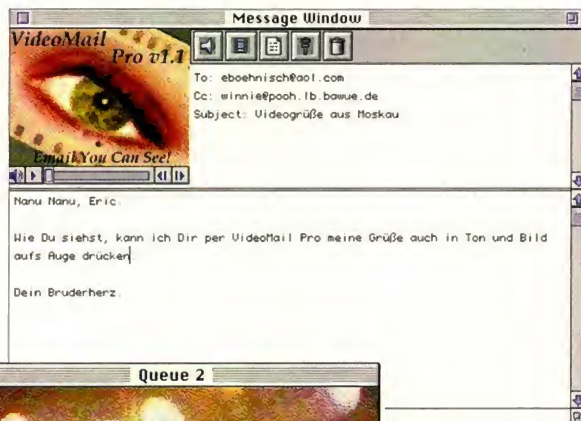 Message Window
VideoMail
Pro v1.1
Email You Can See!
To: eboehnisch@aol.com
Cc: winnie@pooh.lb.bawue.de
Subject: Videogrüße aus Moskau
Nanu Nanu, Eric.
Wie Du siehst, kann ich Dir per VideoMail Pro meine Grüße auch in Ton und Bild
aufs Auge drücken.
Dein Bruderherz.
Queue 2